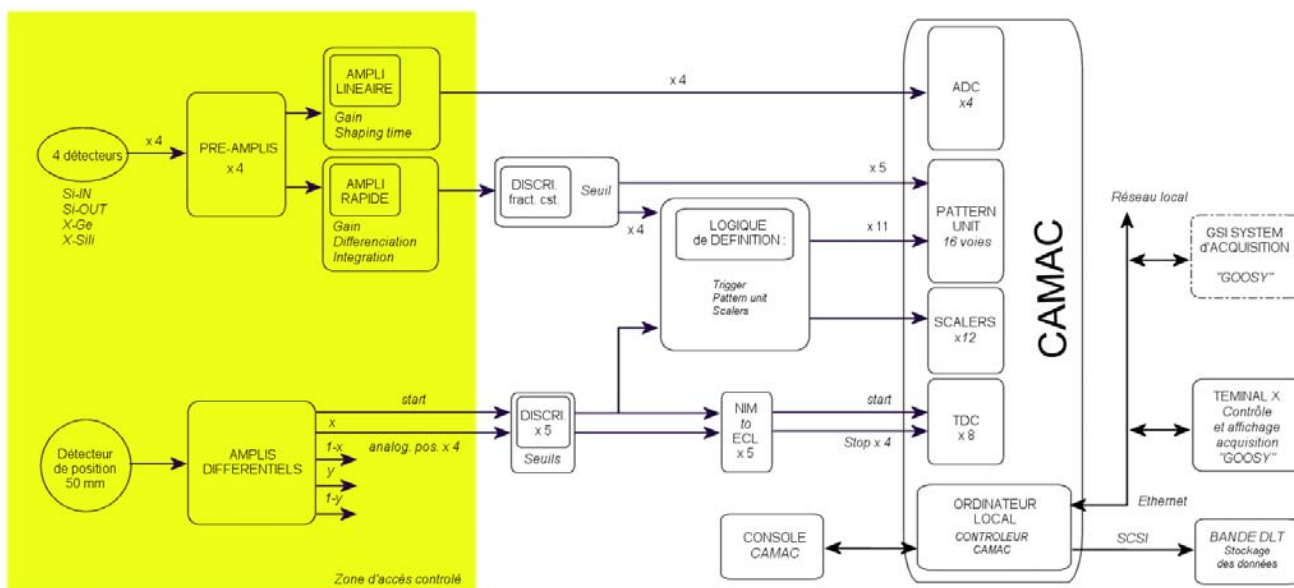 4 détecteurs
Si-IN
Si-OUT
X-Ge
X-Sili
x 4
PRE-AMPLIS
x 4
AMPLI
LINEAIRE
Gain
Shaping time
AMPLI
RAPIDE
Gain
Differenciation
Integration
x 4
DISCRI.
fract. cst.
Seuil
x 5
x 4
LOGIQUE
de DEFINITION :
Trigger
Pattern unit
Scalers
x 11
ADC
x4
PATTERN
UNIT
16 voies
SCALERS
x12
TDC
x 8
CAMAC
Réseau local
GSI SYSTEM
d'ACQUISITION
"GOOSY"
Détecteur
de position
50 mm
AMPLIS
DIFFERENTIELS
start
x
1-x
y
1-y
analog. pos. x 4
DISCRI.
x 5
Seuils
NIM
to
ECL
x 5
start
Stop x 4
TEMINAL X
Contrôle
et affichage
acquisition
"GOOSY"
Ethernet
CONSOLE
CAMAC
ORDINATEUR
LOCAL
CONTROLEUR
CAMAC
SCSI
BANDE DLT
Stockage
des données
Zone d'accès controlé